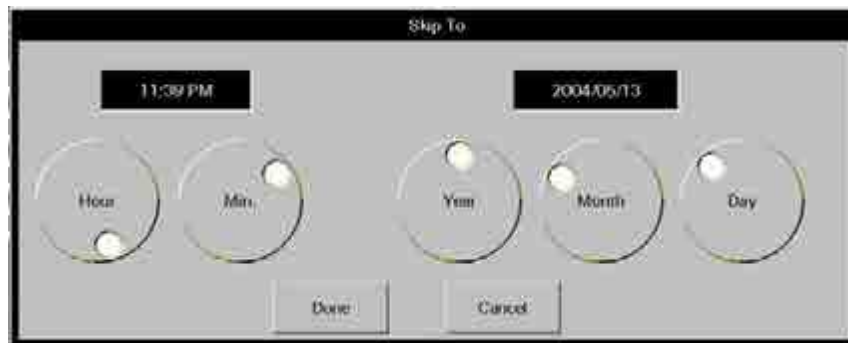 Skip To
11:39 PM
2004/05/13
Hour
Min.
Year
Month
Day
Done
Cancel